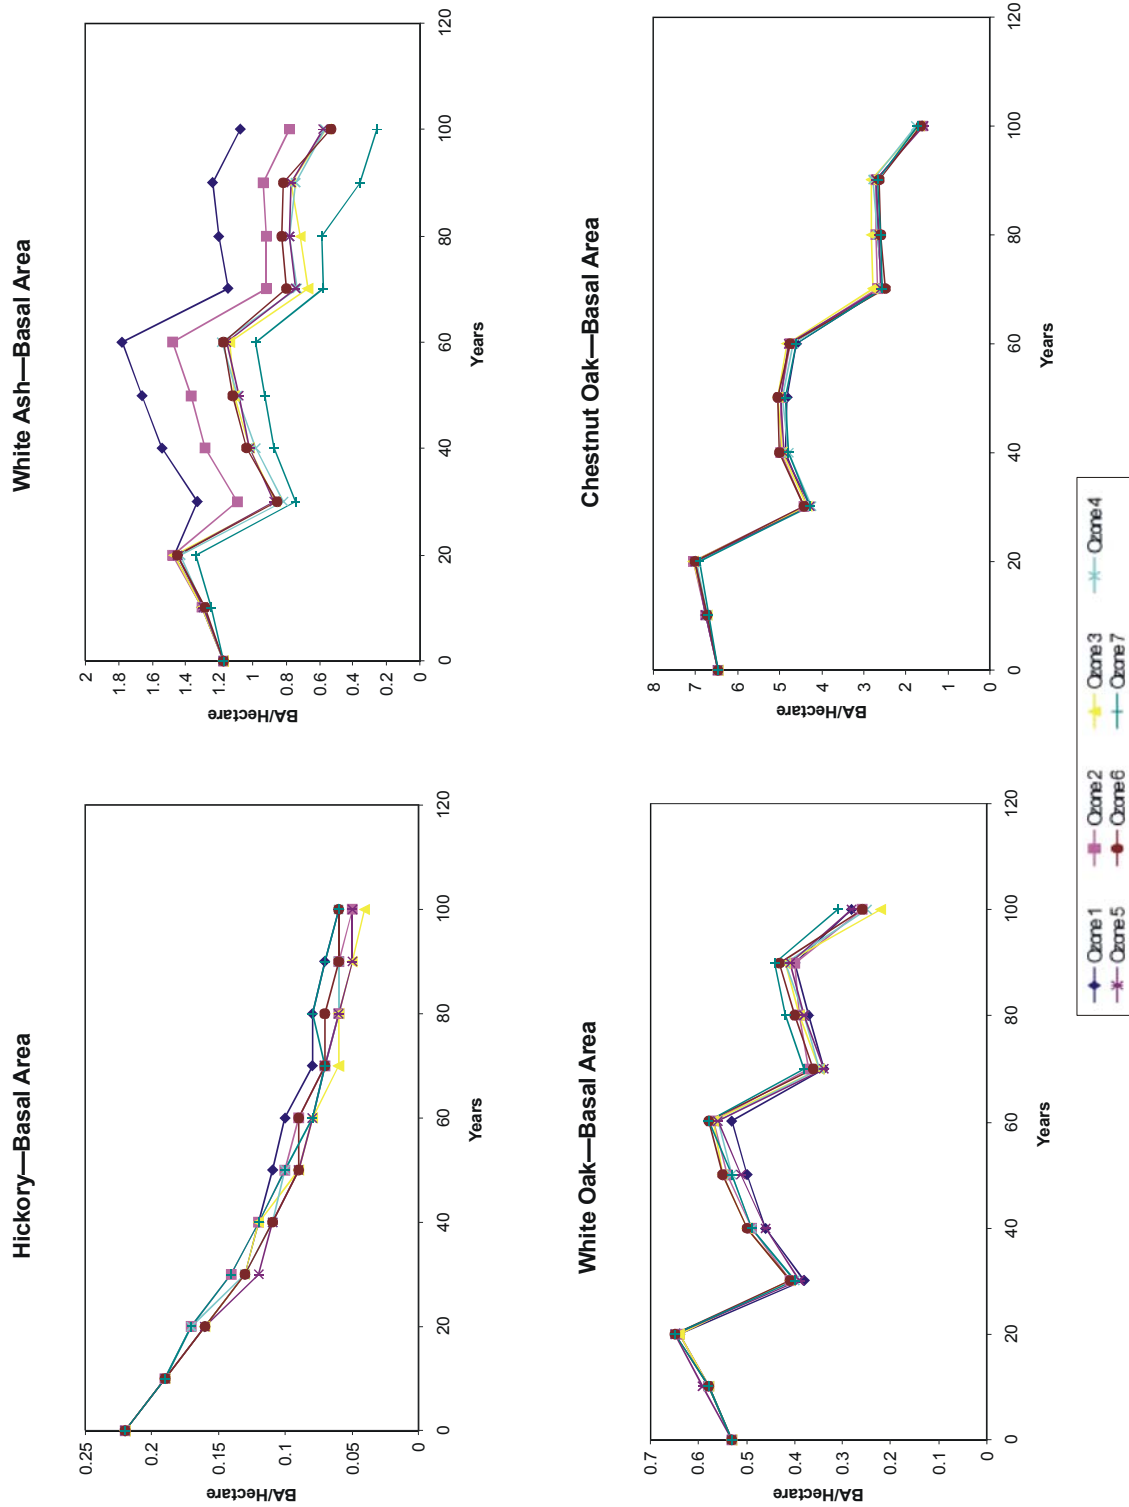 Hickory—Basal Area
BA/Hectare
0.25
0.2
0.15
0.1
0.05
0
0 20 40 60 80 100 120
Years
White Ash—Basal Area
BA/Hectare
2
1.8
1.6
1.4
1.2
1
0.8
0.6
0.4
0.2
0 20 40 60 80 100 120
Years
White Oak—Basal Area
BA/Hectare
0.7
0.6
0.5
0.4
0.3
0.2
0.1
0
0 20 40 60 80 100 120
Years
Chestnut Oak—Basal Area
BA/Hectare
8
7
6
5
4
3
2
1
0
0 20 40 60 80 100 120
Years
Ozone 1 Ozone 2 Ozone 3 Ozone 4
Ozone 5 Ozone 6 Ozone 7